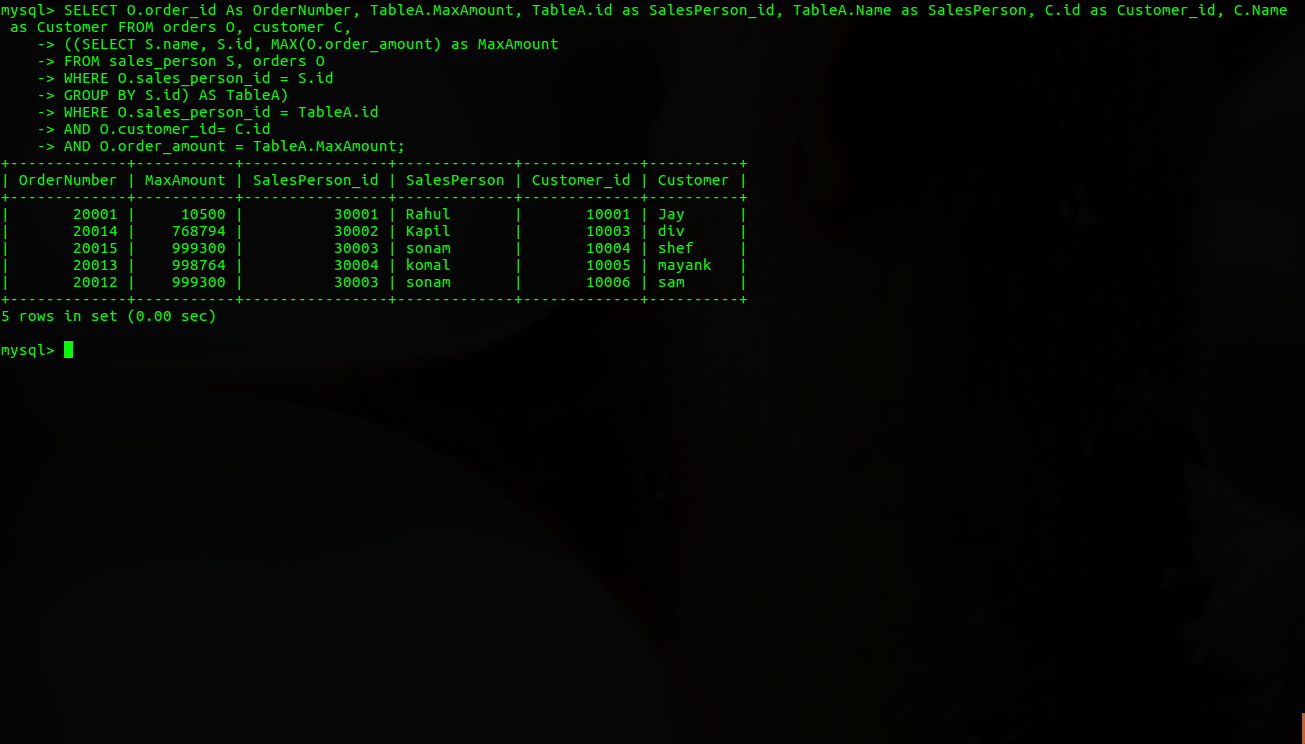 mysql> SELECT O.order_id As OrderNumber, TableA.MaxAmount, TableA.id as SalesPerson_id, TableA.Name as SalesPerson, C.id as Customer_id, C.Name
 as Customer FROM orders O, customer C,
    -> ((SELECT S.name, S.id, MAX(O.order_amount) as MaxAmount
    -> FROM sales_person S, orders O
    -> WHERE O.sales_person_id = S.id
    -> GROUP BY S.id) AS TableA)
    -> WHERE O.sales_person_id = TableA.id
    -> AND O.customer_id= C.id
    -> AND O.order_amount = TableA.MaxAmount;
+-------------+-----------+----------------+-------------+-------------+----------+
| OrderNumber | MaxAmount | SalesPerson_id | SalesPerson | Customer_id | Customer |
+-------------+-----------+----------------+-------------+-------------+----------+
|       20001 |     10500 |          30001 | Rahul       |       10001 | Jay      |
|       20014 |    768794 |          30002 | Kapil       |       10003 | div      |
|       20015 |    999300 |          30003 | sonam       |       10004 | shef     |
|       20013 |    998764 |          30004 | komal       |       10005 | mayank   |
|       20012 |    999300 |          30003 | sonam       |       10006 | sam      |
+-------------+-----------+----------------+-------------+-------------+----------+
5 rows in set (0.00 sec)
mysql>